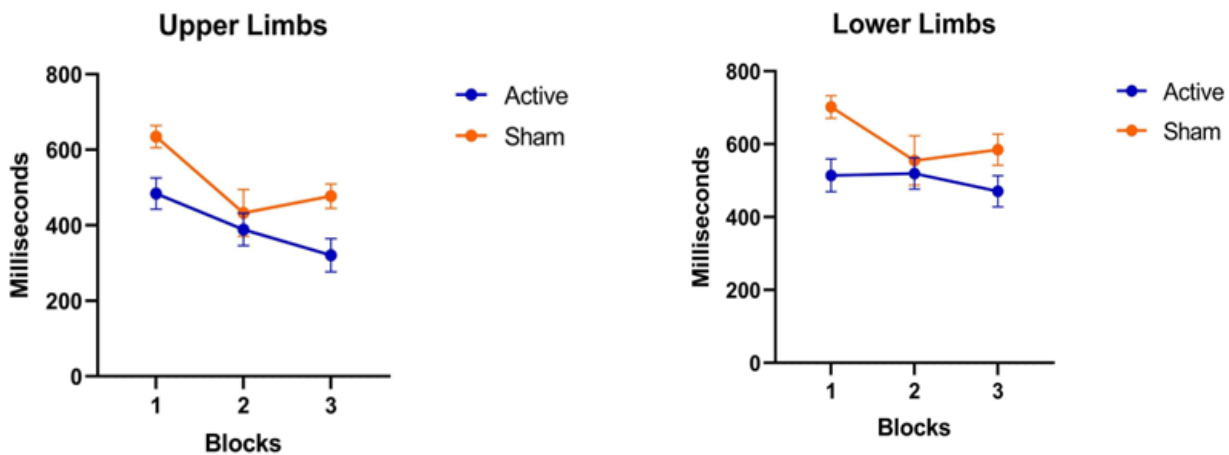 Upper Limbs
800
600
400
200
0
Milliseconds
1 2 3
Blocks
Active
Sham
Lower Limbs
800
600
400
200
0
Milliseconds
1 2 3
Blocks
Active
Sham